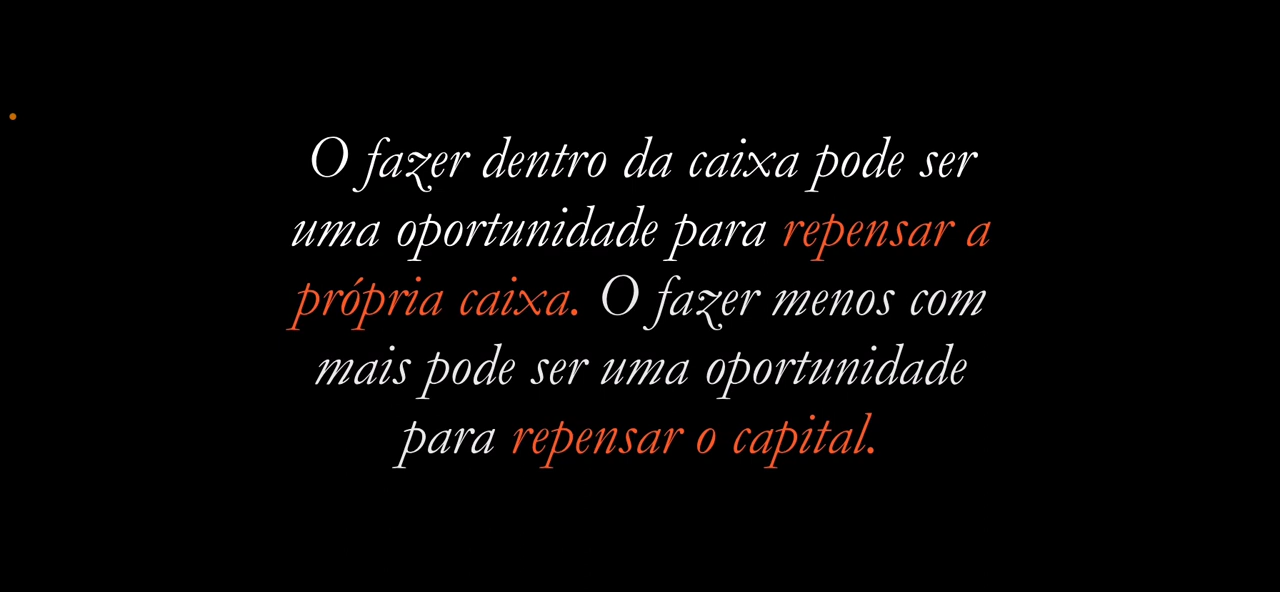 O fazer dentro da caixa pode ser
uma oportunidade para repensar a
própria caixa. O fazer menos com
mais pode ser uma oportunidade
para repensar o capital.